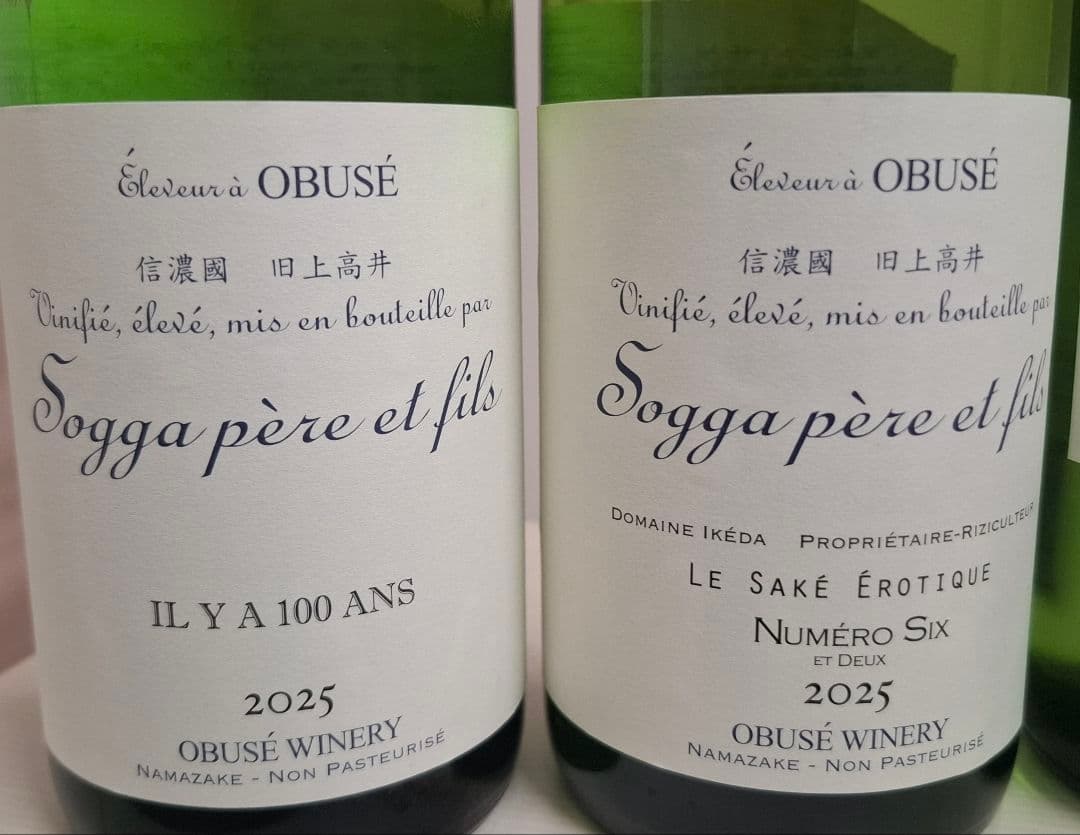 Éleveur à OBUSÉ
信濃國 旧上高井
Vinifié, élevé, mis en bouteille par
Sogga père et fils
IL Y A 100 ANS
2025
OBUSÉ WINERY
NAMAZAKE - NON PASTEURISÉ
Éleveur à OBUSÉ
信濃國 旧上高井
Vinifié, élevé, mis en bouteille par
Sogga père et fils
DOMAINE IKÉDA PROPRIÉTAIRE-RIZICULTEUR
LE SAKÉ ÉROTIQUE
NUMÉRO SIX
ET DEUX
2025
OBUSÉ WINERY
NAMAZAKE - NON PASTEURISÉ